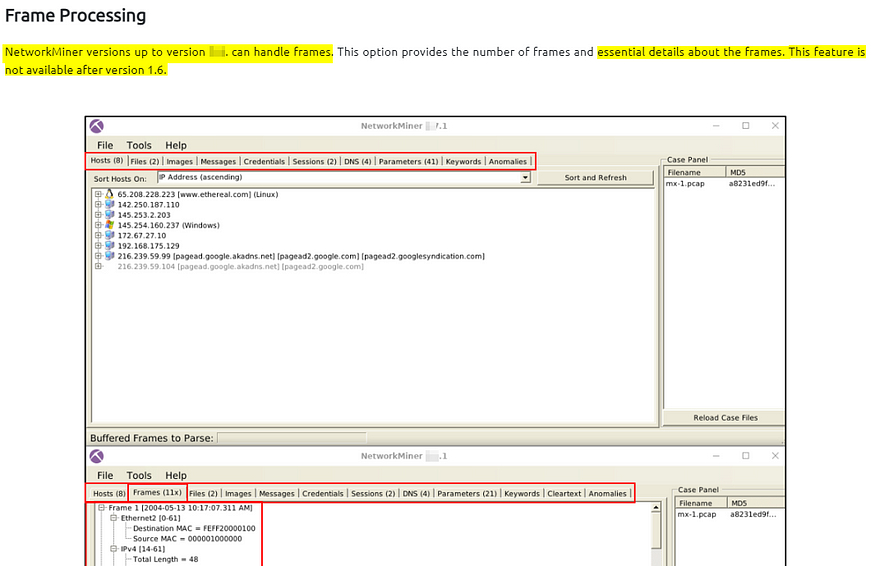 Frame Processing
NetworkMiner versions up to version . can handle frames. This option provides the number of frames and essential details about the frames. This feature is
not available after version 1.6.
NetworkMiner .1
File Tools Help
Hosts (8) Files (2) Images Messages Credentials Sessions (2) DNS (4) Parameters (41) Keywords Anomalies
Sort Hosts On: IP Address (ascending) Sort and Refresh
65.208.228.223 [www.ethereal.com] (Linux)
142.250.187.110
145.253.2.203
145.254.160.237 (Windows)
172.67.27.10
192.168.175.129
216.239.59.99 [pagead.google.akadns.net] [pagead2.google.com] [pagead2.googlesyndication.com]
216.239.59.104 [pagead.google.akadns.net] [pagead2.google.com]
Case Panel
Filename MD5
mx-1.pcap a8231ed9f...
Reload Case Files
Buffered Frames to Parse:
NetworkMiner .1
File Tools Help
Hosts (8) Frames (11x) Files (2) Images Messages Credentials Sessions (2) DNS (4) Parameters (21) Keywords Cleartext Anomalies
Frame 1 [2004-05-13 10:17:07.311 AM]
Ethernet2 [0-61]
Destination MAC = FEFF20000100
Source MAC = 000001000000
IPv4 [14-61]
Total Length = 48
Case Panel
Filename MD5
mx-1.pcap a8231ed9f...